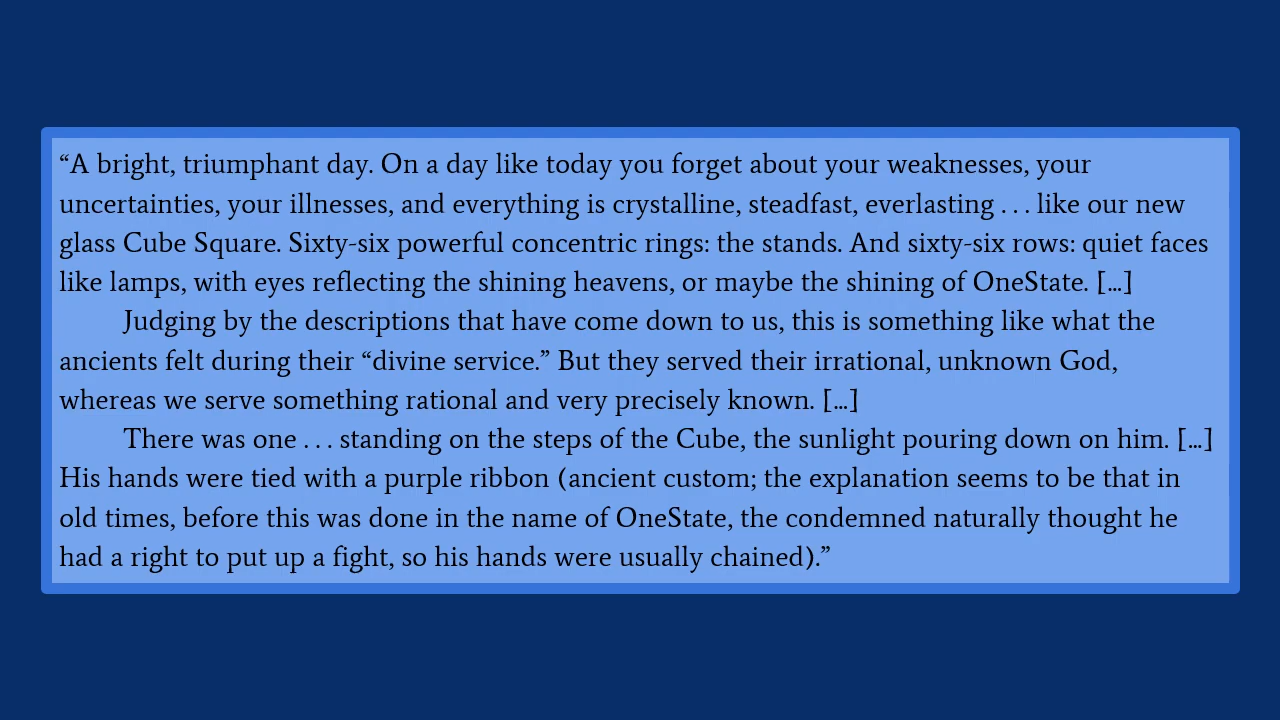 “A bright, triumphant day. On a day like today you forget about your weaknesses, your
uncertainties, your illnesses, and everything is crystalline, steadfast, everlasting . . . like our new
glass Cube Square. Sixty-six powerful concentric rings: the stands. And sixty-six rows: quiet faces
like lamps, with eyes reflecting the shining heavens, or maybe the shining of OneState. [...]
Judging by the descriptions that have come down to us, this is something like what the
ancients felt during their “divine service.” But they served their irrational, unknown God,
whereas we serve something rational and very precisely known. [...]
There was one . . . standing on the steps of the Cube, the sunlight pouring down on him. [...]
His hands were tied with a purple ribbon (ancient custom; the explanation seems to be that in
old times, before this was done in the name of OneState, the condemned naturally thought he
had a right to put up a fight, so his hands were usually chained).”